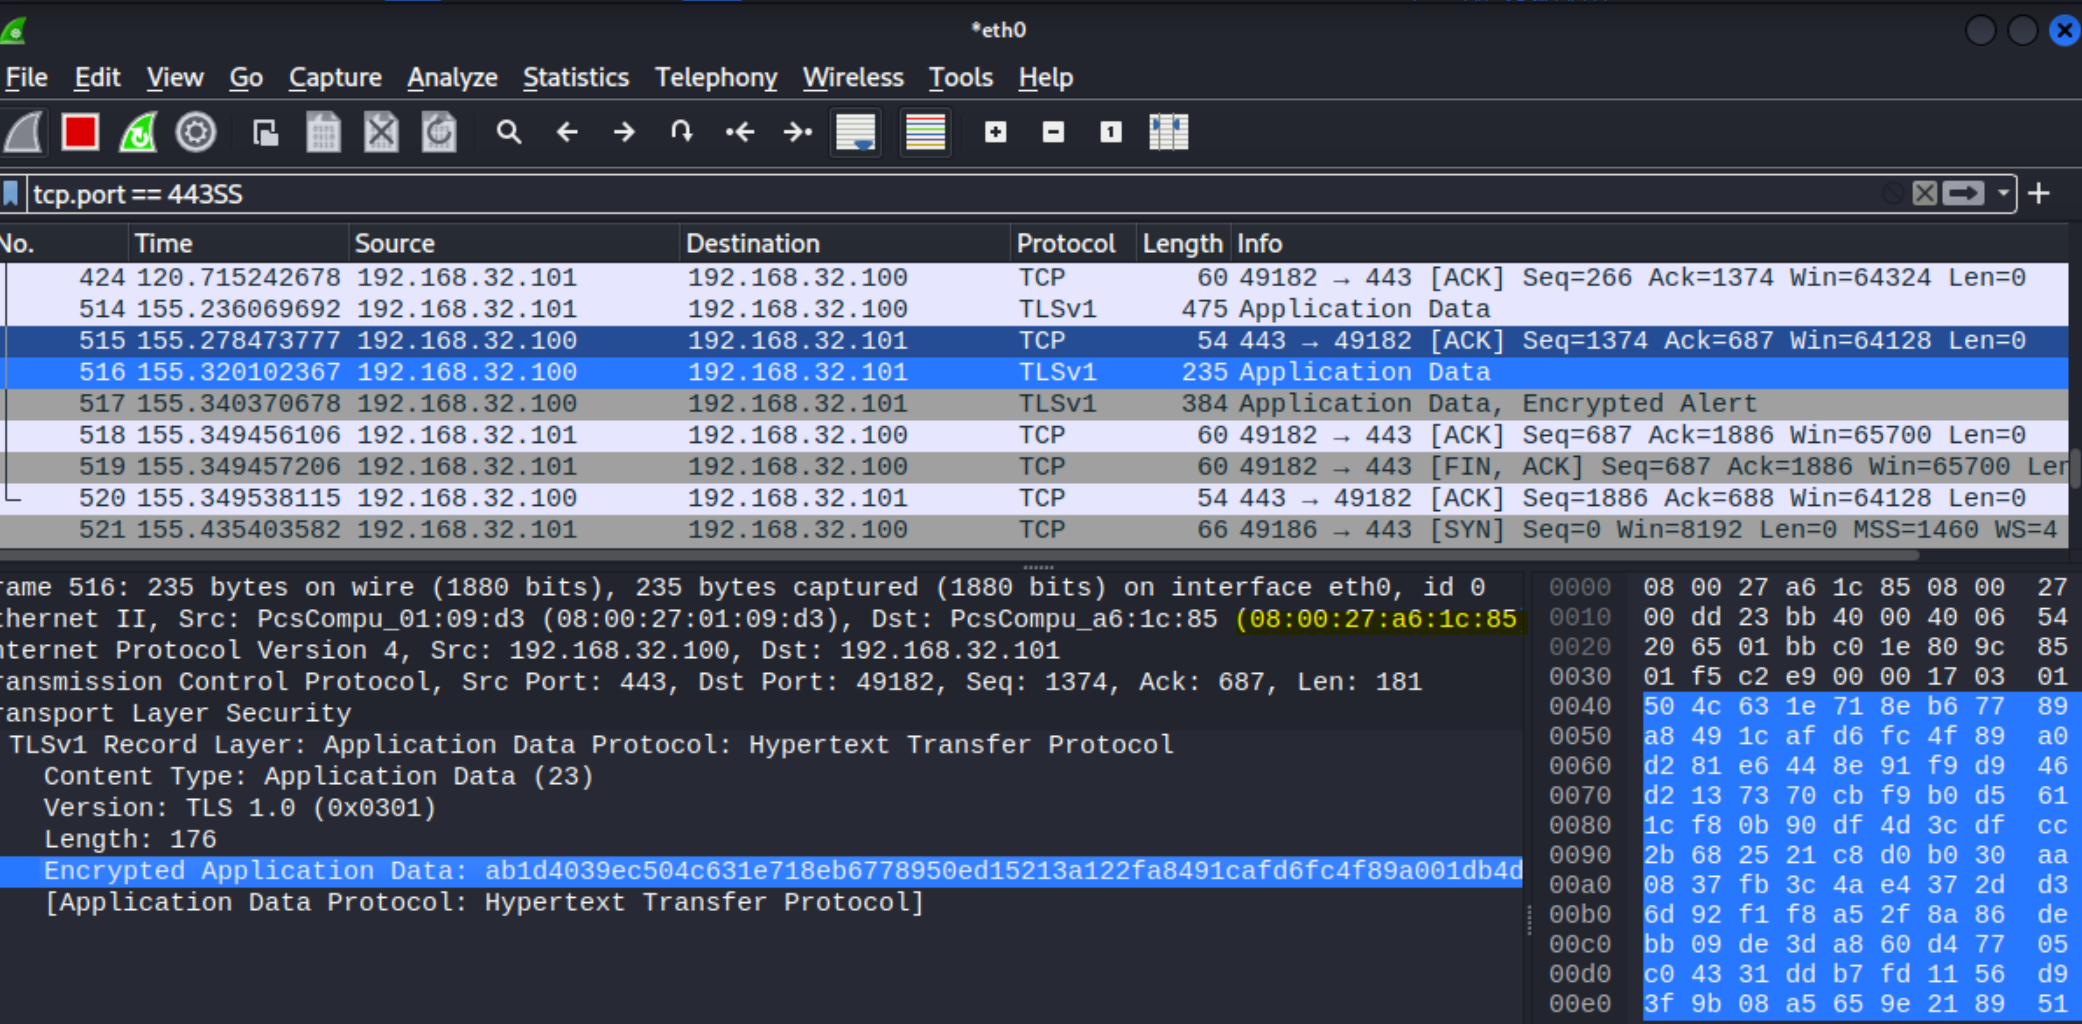 *eth0
File Edit View Go Capture Analyze Statistics Telephony Wireless Tools Help
tcp.port == 443SS
No. Time Source Destination Protocol Length Info
424 120.715242678 192.168.32.101 192.168.32.100 TCP 60 49182 → 443 [ACK] Seq=266 Ack=1374 Win=64324 Len=0
514 155.236069692 192.168.32.101 192.168.32.100 TLSv1 475 Application Data
515 155.278473777 192.168.32.100 192.168.32.101 TCP 54 443 → 49182 [ACK] Seq=1374 Ack=687 Win=64128 Len=0
516 155.320102367 192.168.32.100 192.168.32.101 TLSv1 235 Application Data
517 155.340370678 192.168.32.100 192.168.32.101 TLSv1 384 Application Data, Encrypted Alert
518 155.349456106 192.168.32.101 192.168.32.100 TCP 60 49182 → 443 [ACK] Seq=687 Ack=1886 Win=65700 Len=0
519 155.349457206 192.168.32.101 192.168.32.100 TCP 60 49182 → 443 [FIN, ACK] Seq=687 Ack=1886 Win=65700 Len
520 155.349538115 192.168.32.100 192.168.32.101 TCP 54 443 → 49182 [ACK] Seq=1886 Ack=688 Win=64128 Len=0
521 155.435403582 192.168.32.101 192.168.32.100 TCP 66 49186 → 443 [SYN] Seq=0 Win=8192 Len=0 MSS=1460 WS=4
rame 516: 235 bytes on wire (1880 bits), 235 bytes captured (1880 bits) on interface eth0, id 0
thernet II, Src: PcsCompu_01:09:d3 (08:00:27:01:09:d3), Dst: PcsCompu_a6:1c:85 (08:00:27:a6:1c:85
nternet Protocol Version 4, Src: 192.168.32.100, Dst: 192.168.32.101
ransmission Control Protocol, Src Port: 443, Dst Port: 49182, Seq: 1374, Ack: 687, Len: 181
ransport Layer Security
TLSv1 Record Layer: Application Data Protocol: Hypertext Transfer Protocol
Content Type: Application Data (23)
Version: TLS 1.0 (0x0301)
Length: 176
Encrypted Application Data: ab1d4039ec504c631e718eb6778950ed15213a122fa8491cafd6fc4f89a001db4d
[Application Data Protocol: Hypertext Transfer Protocol]
0000 08 00 27 a6 1c 85 08 00 27
0010 00 dd 23 bb 40 00 40 06 54
0020 20 65 01 bb c0 1e 80 9c 85
0030 01 f5 c2 e9 00 00 17 03 01
0040 50 4c 63 1e 71 8e b6 77 89
0050 a8 49 1c af d6 fc 4f 89 a0
0060 d2 81 e6 44 8e 91 f9 d9 46
0070 d2 13 73 70 cb f9 b0 d5 61
0080 1c f8 0b 90 df 4d 3c df cc
0090 2b 68 25 21 c8 d0 b0 30 aa
00a0 08 37 fb 3c 4a e4 37 2d d3
00b0 6d 92 f1 f8 a5 2f 8a 86 de
00c0 bb 09 de 3d a8 60 d4 77 05
00d0 c0 43 31 dd b7 fd 11 56 d9
00e0 3f 9b 08 a5 65 9e 21 89 51